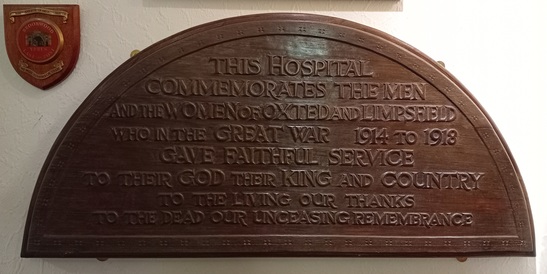 THIS HOSPITAL
COMMEMORATES THE MEN
AND THE WOMEN OF OXTED AND LIMPSFIELD
WHO IN THE GREAT WAR 1914 TO 1918
GAVE FAITHFUL SERVICE
TO THEIR GOD THEIR KING AND COUNTRY
TO THE LIVING OUR THANKS
TO THE DEAD OUR UNCEASING REMEMBRANCE